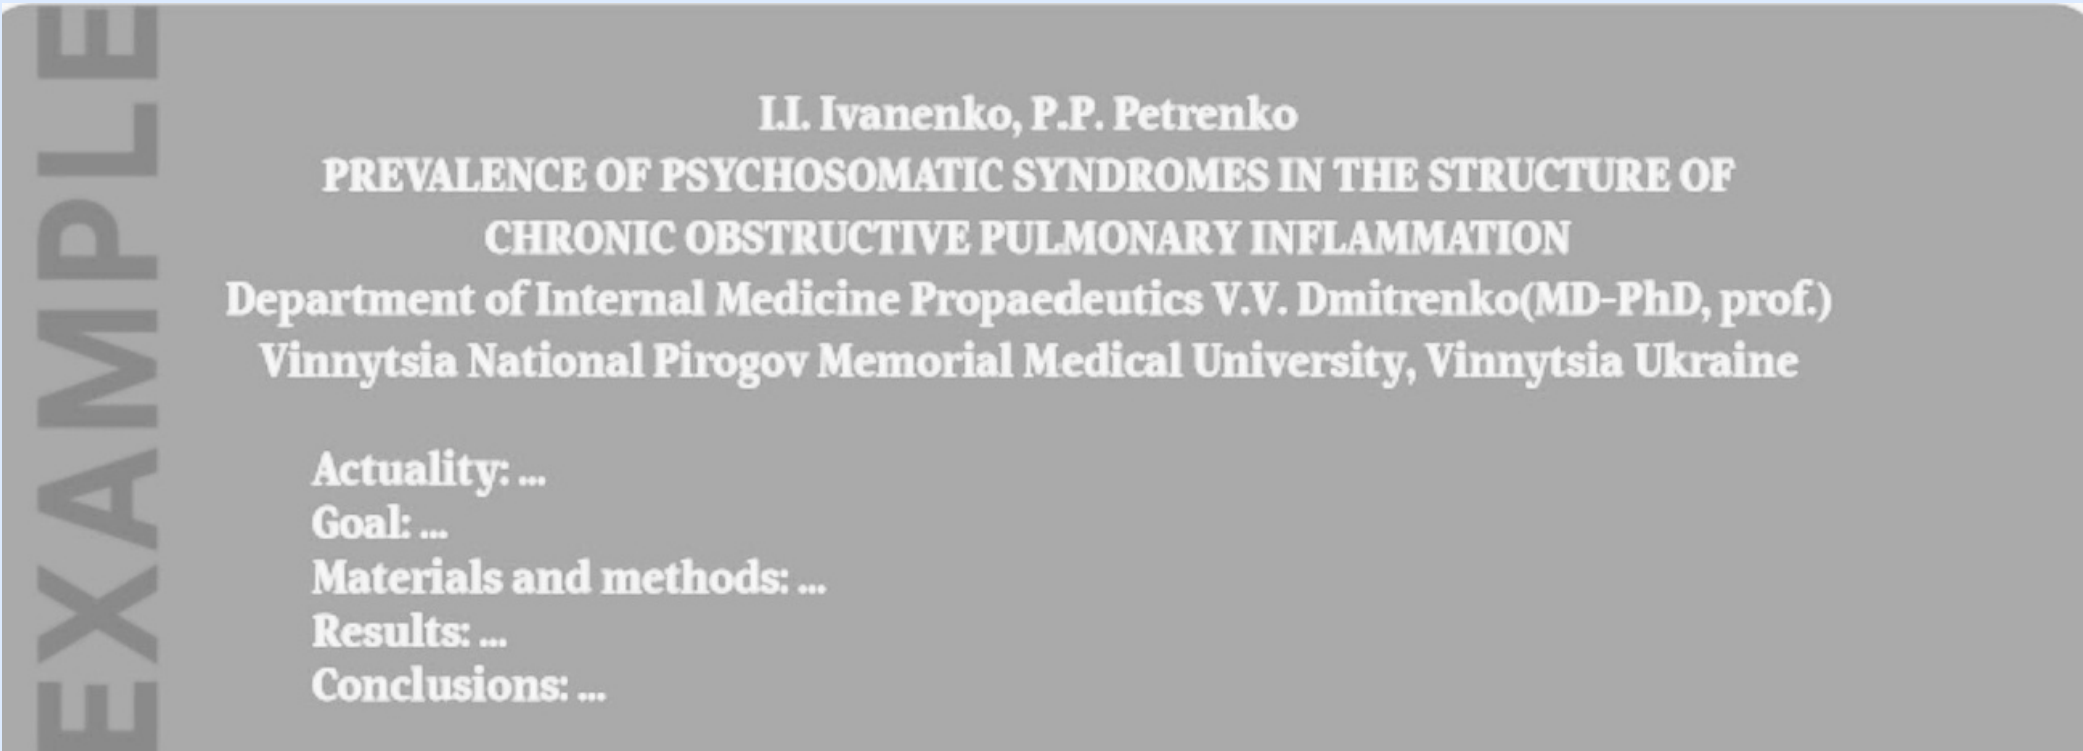 EXAMPLE
I.I. Ivanenko, P.P. Petrenko
PREVALENCE OF PSYCHOSOMATIC SYNDROMES IN THE STRUCTURE OF
CHRONIC OBSTRUCTIVE PULMONARY INFLAMMATION
Department of Internal Medicine Propaedeutics V.V. Dmitrenko(MD-PhD, prof.)
Vinnytsia National Pirogov Memorial Medical University, Vinnytsia Ukraine
Actuality: ...
Goal: ...
Materials and methods: ...
Results: ...
Conclusions: ...